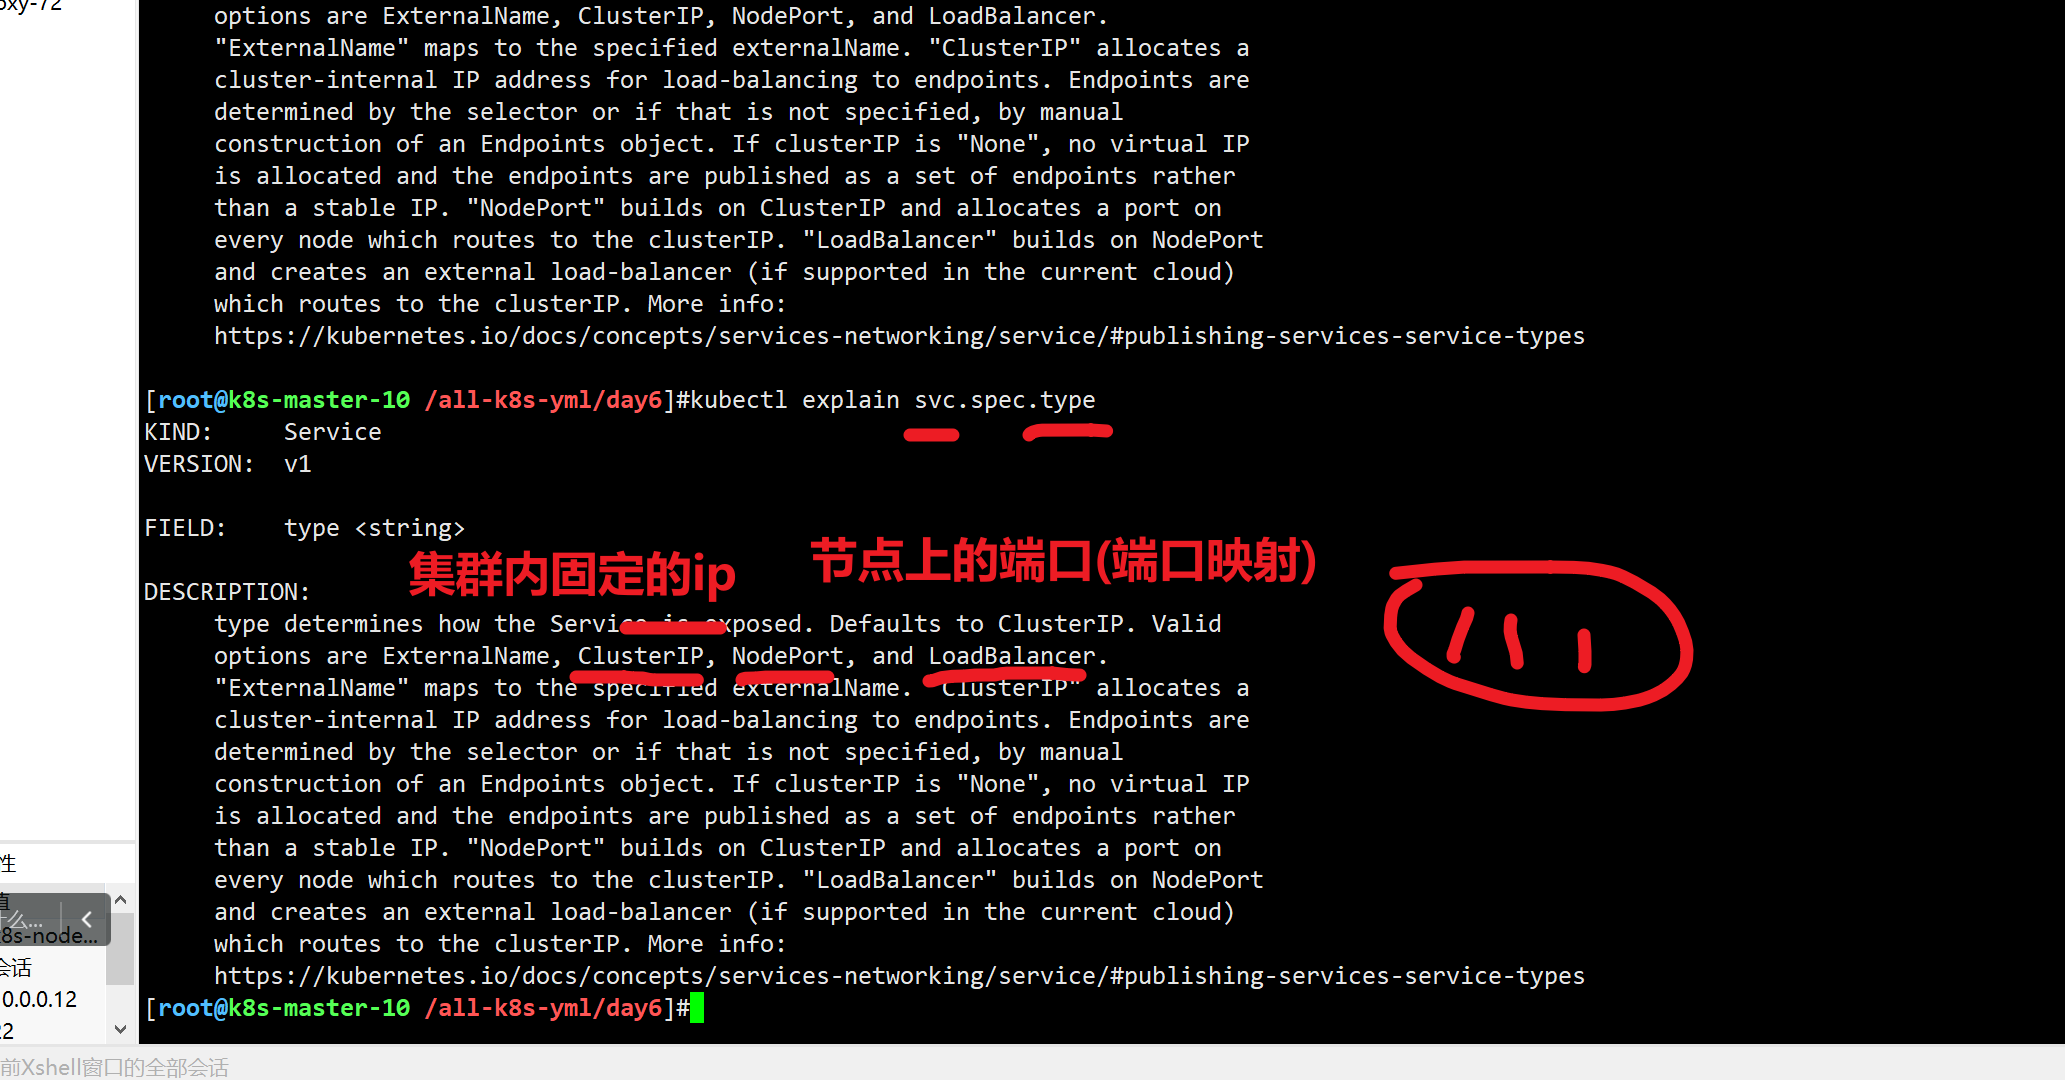 oxy-72
options are ExternalName, ClusterIP, NodePort, and LoadBalancer.
"ExternalName" maps to the specified externalName. "ClusterIP" allocates a
cluster-internal IP address for load-balancing to endpoints. Endpoints are
determined by the selector or if that is not specified, by manual
construction of an Endpoints object. If clusterIP is "None", no virtual IP
is allocated and the endpoints are published as a set of endpoints rather
than a stable IP. "NodePort" builds on ClusterIP and allocates a port on
every node which routes to the clusterIP. "LoadBalancer" builds on NodePort
and creates an external load-balancer (if supported in the current cloud)
which routes to the clusterIP. More info:
https://kubernetes.io/docs/concepts/services-networking/service/#publishing-services-service-types
[root@k8s-master-10 /all-k8s-yml/day6]#kubectl explain svc.spec.type
KIND: Service
VERSION: v1
FIELD: type <string>
集群内固定的ip 节点上的端口(端口映射)
DESCRIPTION:
type determines how the Service is exposed. Defaults to ClusterIP. Valid
options are ExternalName, ClusterIP, NodePort, and LoadBalancer.
"ExternalName" maps to the specified externalName. "ClusterIP" allocates a
cluster-internal IP address for load-balancing to endpoints. Endpoints are
determined by the selector or if that is not specified, by manual
construction of an Endpoints object. If clusterIP is "None", no virtual IP
is allocated and the endpoints are published as a set of endpoints rather
than a stable IP. "NodePort" builds on ClusterIP and allocates a port on
every node which routes to the clusterIP. "LoadBalancer" builds on NodePort
and creates an external load-balancer (if supported in the current cloud)
which routes to the clusterIP. More info:
https://kubernetes.io/docs/concepts/services-networking/service/#publishing-services-service-types
[root@k8s-master-10 /all-k8s-yml/day6]#
性
值
什么...
k8s-node...
会话
0.0.0.12
22
前Xshell窗口的全部会话